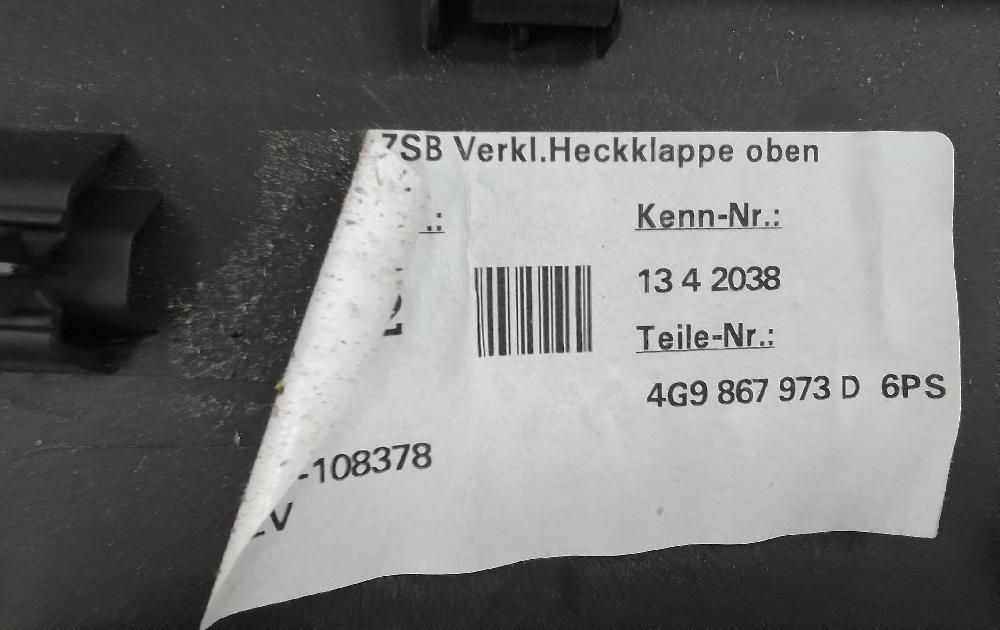 ZSB Verkl.Heckklappe oben
.:
Kenn-Nr.:
13 4 2038
Teile-Nr.:
4G9 867 973 D 6PS
-108378
V